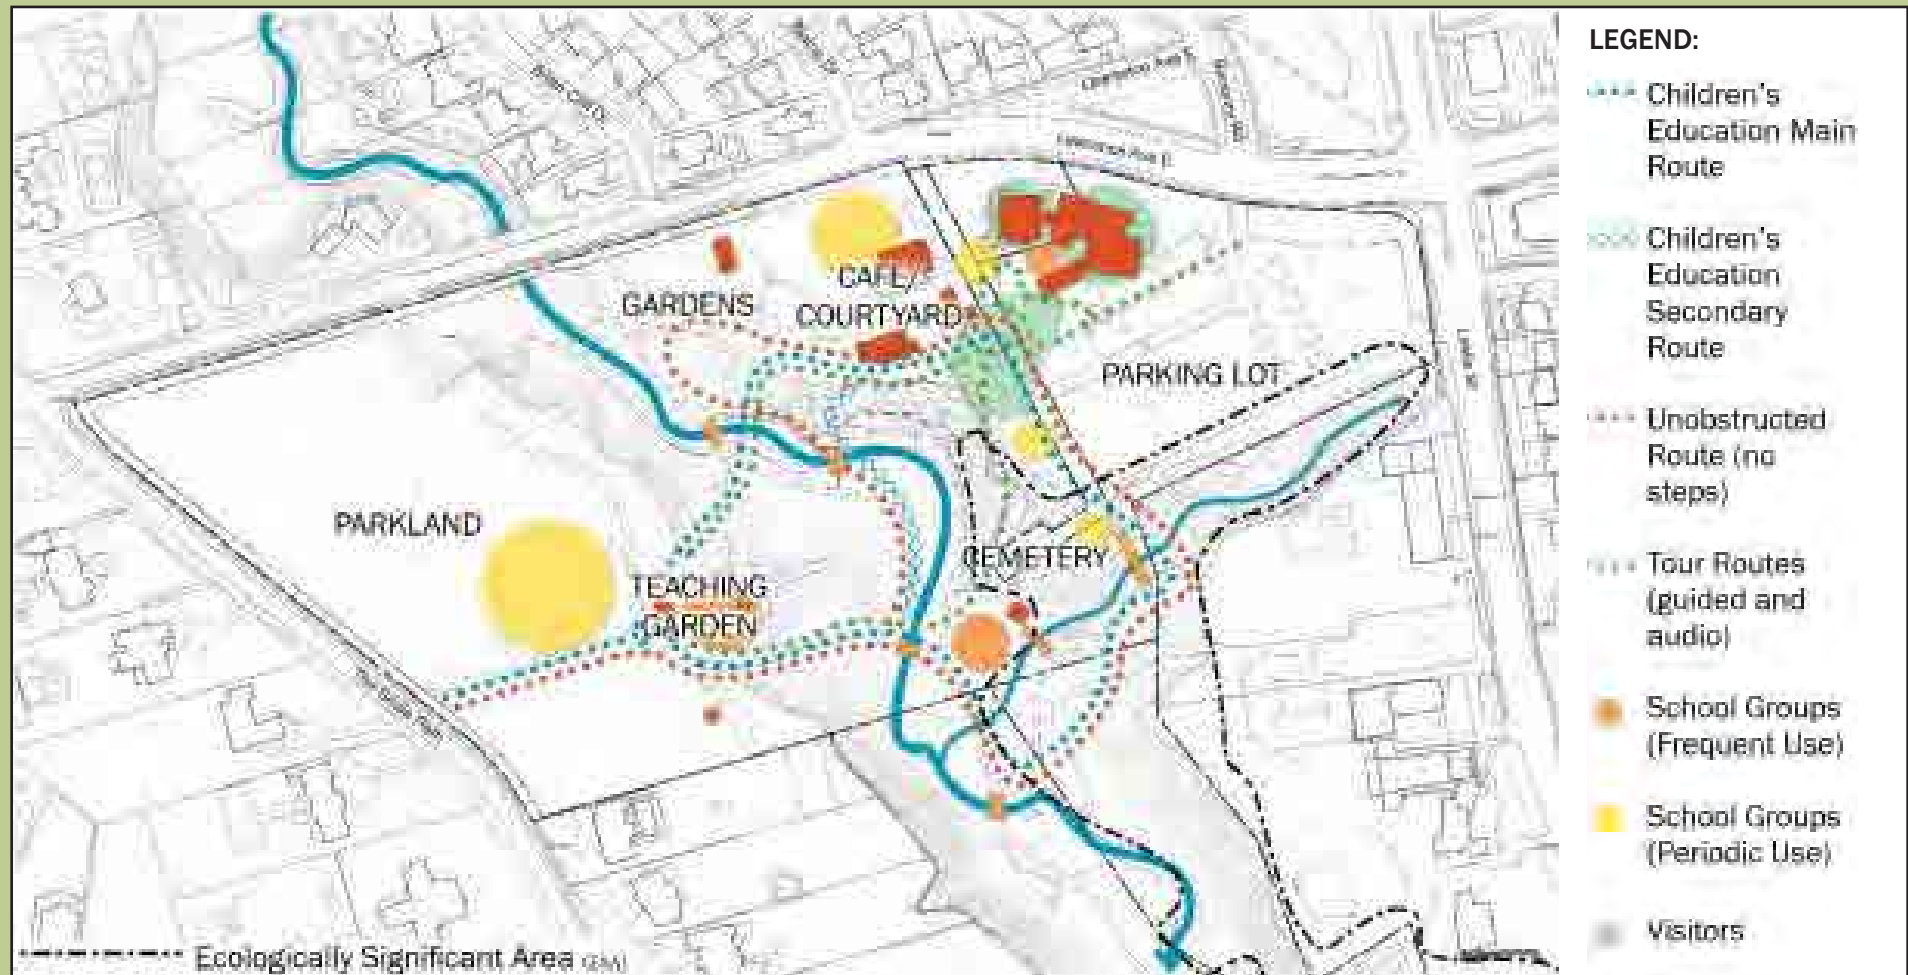 GARDENS
CAFE/
COURTYARD
PARKING LOT
PARKLAND
TEACHING
GARDEN
CEMETERY
Ecologically Significant Area (ESA)
LEGEND:
Children's
Education Main
Route
Children's
Education
Secondary
Route
Unobstructed
Route (no
steps)
Tour Routes
(guided and
audio)
School Groups
(Frequent Use)
School Groups
(Periodic Use)
Visitors